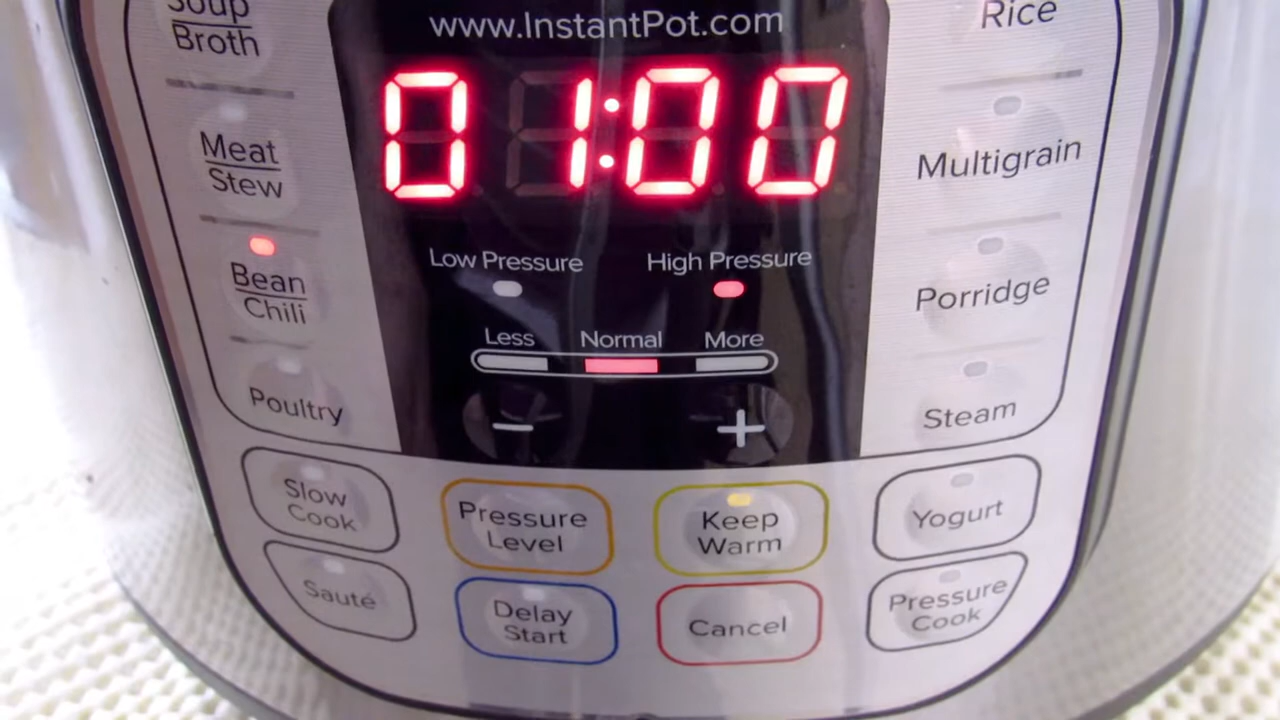 Soup
Broth
www.InstantPot.com
Rice
01:00
Meat
Stew
Multigrain
Bean
Chili
Low Pressure
High Pressure
Porridge
Less
Normal
More
Poultry
−
+
Steam
Slow
Cook
Pressure
Level
Keep
Warm
Yogurt
Sauté
Delay
Start
Cancel
Pressure
Cook